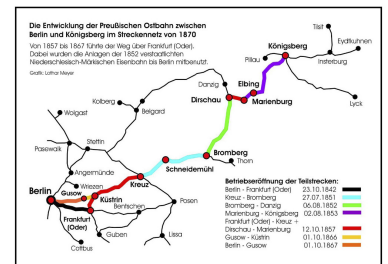 Die Entwicklung der Preußischen Ostbahn zwischen
Berlin und Königsberg im Streckennetz von 1870
Von 1857 bis 1867 führte der Weg über Frankfurt (Oder).
Dabei wurden die Anlagen der 1852 verstaatlichten
Niederschlesisch-Märkischen Eisenbahn bis Berlin mitbenutzt.
Grafik: Lothar Meyer
Tilsit
Eydtkuhnen
Königsberg
Pillau
Insterburg
Danzig
Elbing
Lyck
Kolberg
Dirschau
Marienburg
Belgard
Wolgast
Stettin
Pasewalk
Bromberg
Angermünde
Schneidemühl
Thorn
Wriezen
Kreuz
Berlin
Gusow
Küstrin
Posen
Bentschen
Frankfurt
(Oder)
Guben
Lissa
Cottbus
Betriebseröffnung der Teilstrecken:
Berlin - Frankfurt (Oder) 23.10.1842
Kreuz - Bromberg 27.07.1851
Bromberg - Danzig 06.08.1852
Marienburg - Königsberg 02.08.1853
Frankfurt (Oder) - Kreuz +
Dirschau - Marienburg 12.10.1857
Gusow - Küstrin 01.10.1866
Berlin - Gusow 01.10.1867